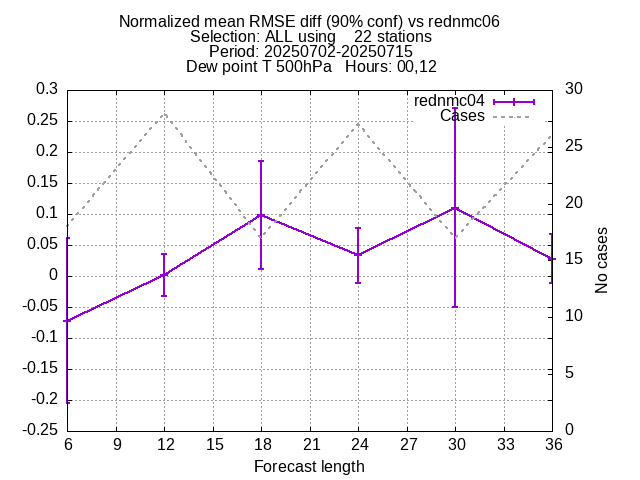 Normalized mean RMSE diff (90% conf) vs rednmc06
Selection: ALL using    22 stations
Period: 20250702-20250715
Dew point T 500hPa   Hours: 00,12
rednmc04
Cases
0.3
0.25
0.2
0.15
0.1
0.05
0
-0.05
-0.1
-0.15
-0.2
-0.25
30
25
20
15
10
5
0
No cases
6 9 12 15 18 21 24 27 30 33 36
Forecast length